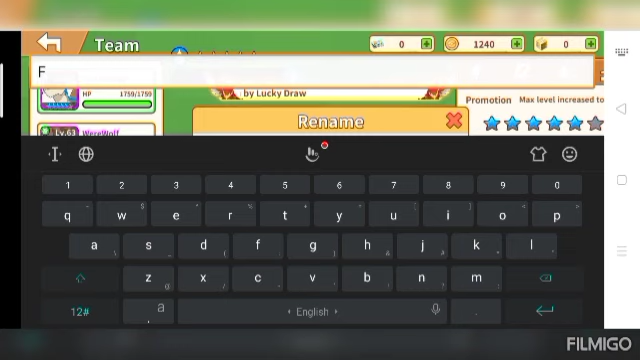 Team
0
1240
0
F
HP 1759/1759
by Lucky Draw
Promotion Max level increased to
Rename
Lv.63 WereWolf
1 2 3 4 5 6 7 8 9 0
q w e r t y u i o p
a s d f g h j k l
z x c v b n m
12# a English .
FILMIGO